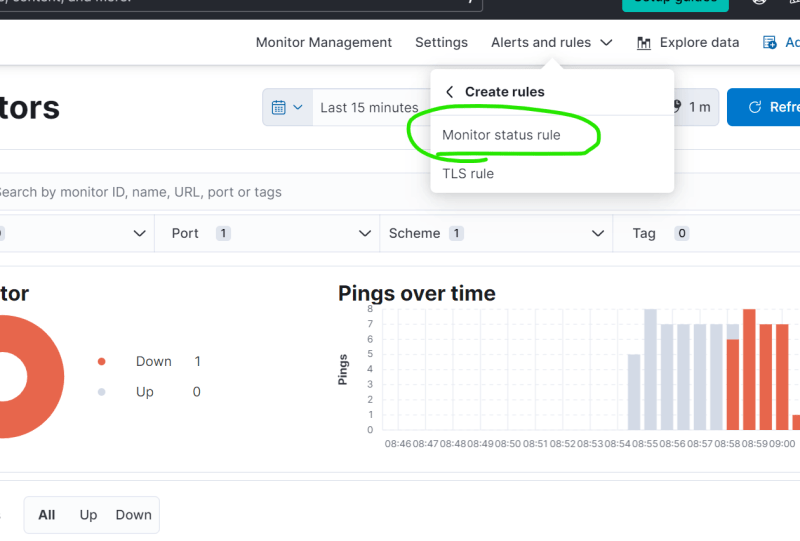 content, and more.
Setup guides
Monitor Management Settings Alerts and rules Explore data
Create rules
tors
Last 15 minutes
1 m
Monitor status rule
TLS rule
Search by monitor ID, name, URL, port or tags
Port 1
Scheme 1
Tag 0
tor
Down 1
Up 0
Pings over time
Pings
8
7
6
5
4
3
2
1
0
08:46 08:47 08:48 08:49 08:50 08:51 08:52 08:53 08:54 08:55 08:56 08:57 08:58 08:59 09:00
All Up Down